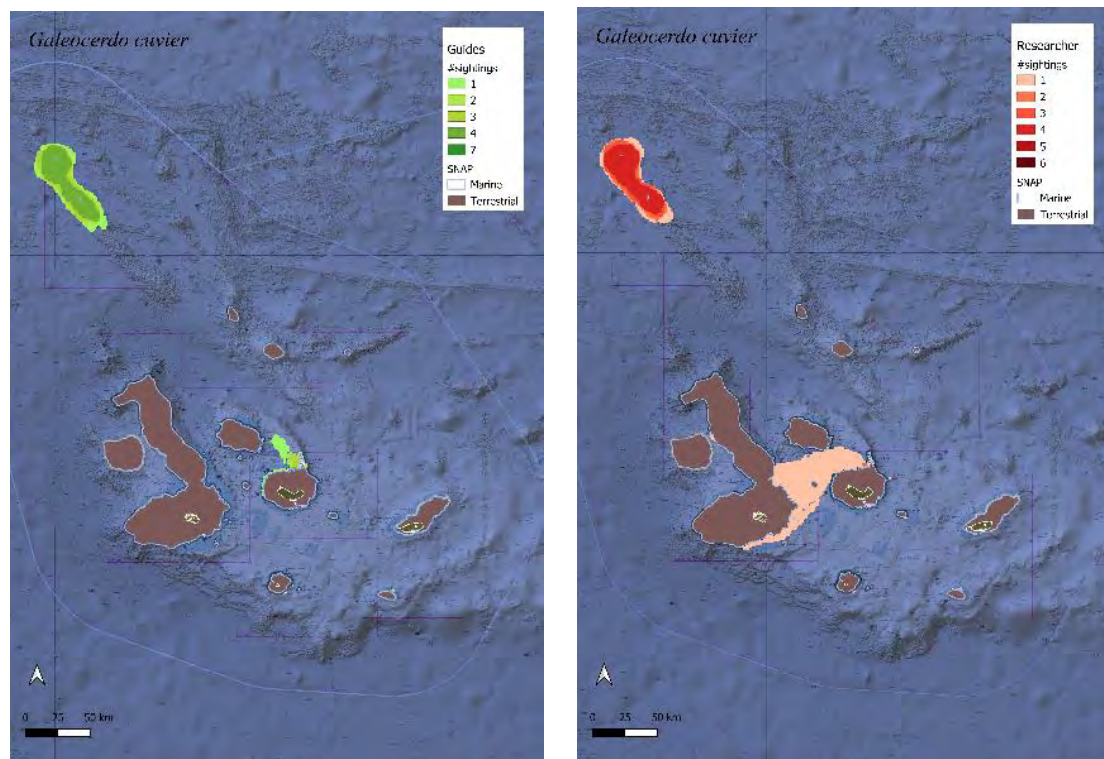 Galeocerdo cuvier
Guides
#sightings
1
2
3
4
7
SNAP
Marine
Terrestrial
0 25 50 km
Galeocerdo cuvier
Researcher
#sightings
1
2
3
4
5
6
SNAP
Marine
Terrestrial
0 25 50 km